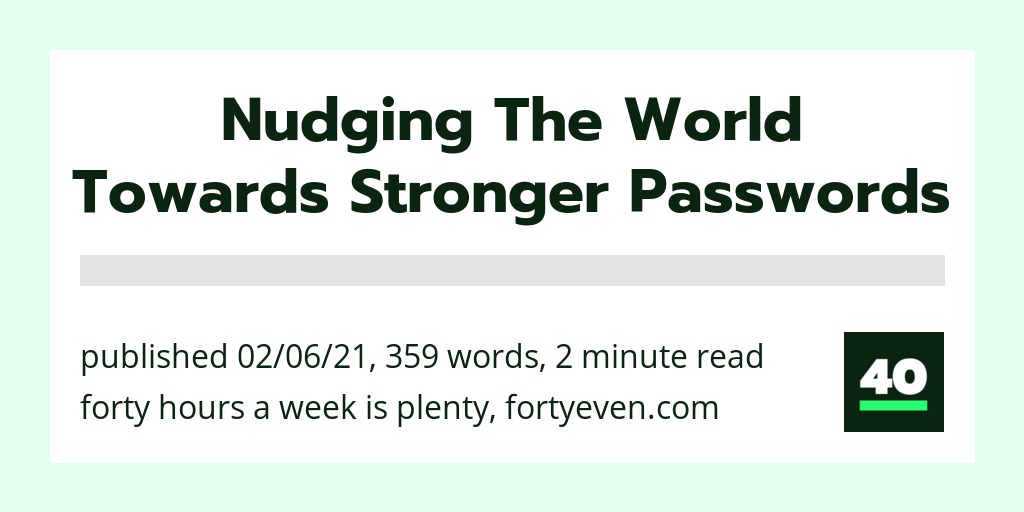 Nudging The World
Towards Stronger Passwords
published 02/06/21, 359 words, 2 minute read
forty hours a week is plenty, fortyeven.com
40